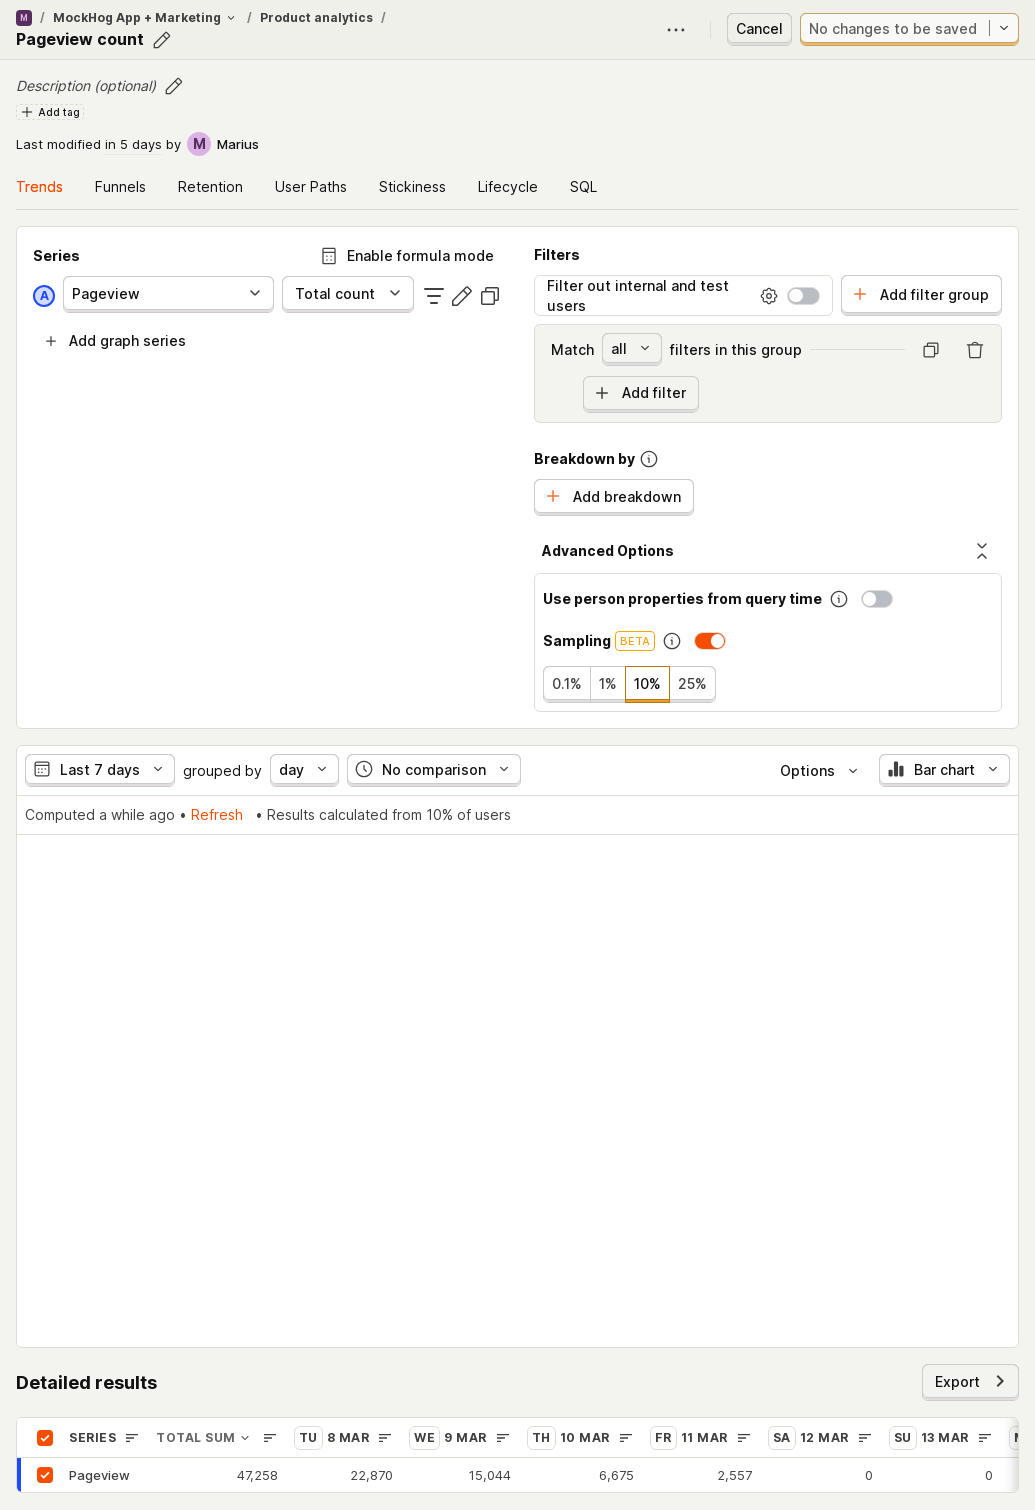 M / MockHog App + Marketing / Product analytics /
Pageview count
Cancel
No changes to be saved
Description (optional)
Add tag
Last modified in 5 days by M Marius
Trends Funnels Retention User Paths Stickiness Lifecycle SQL
Series
Enable formula mode
A Pageview Total count
Add graph series
Filters
Filter out internal and test
users
Add filter group
Match all filters in this group
Add filter
Breakdown by
Add breakdown
Advanced Options
Use person properties from query time
Sampling BETA
0.1% 1% 10% 25%
Last 7 days grouped by day No comparison Options Bar chart
Computed a while ago • Refresh • Results calculated from 10% of users
Detailed results
Export
SERIES TOTAL SUM TU 8 MAR WE 9 MAR TH 10 MAR FR 11 MAR SA 12 MAR SU 13 MAR
Pageview 47,258 22,870 15,044 6,675 2,557 0 0